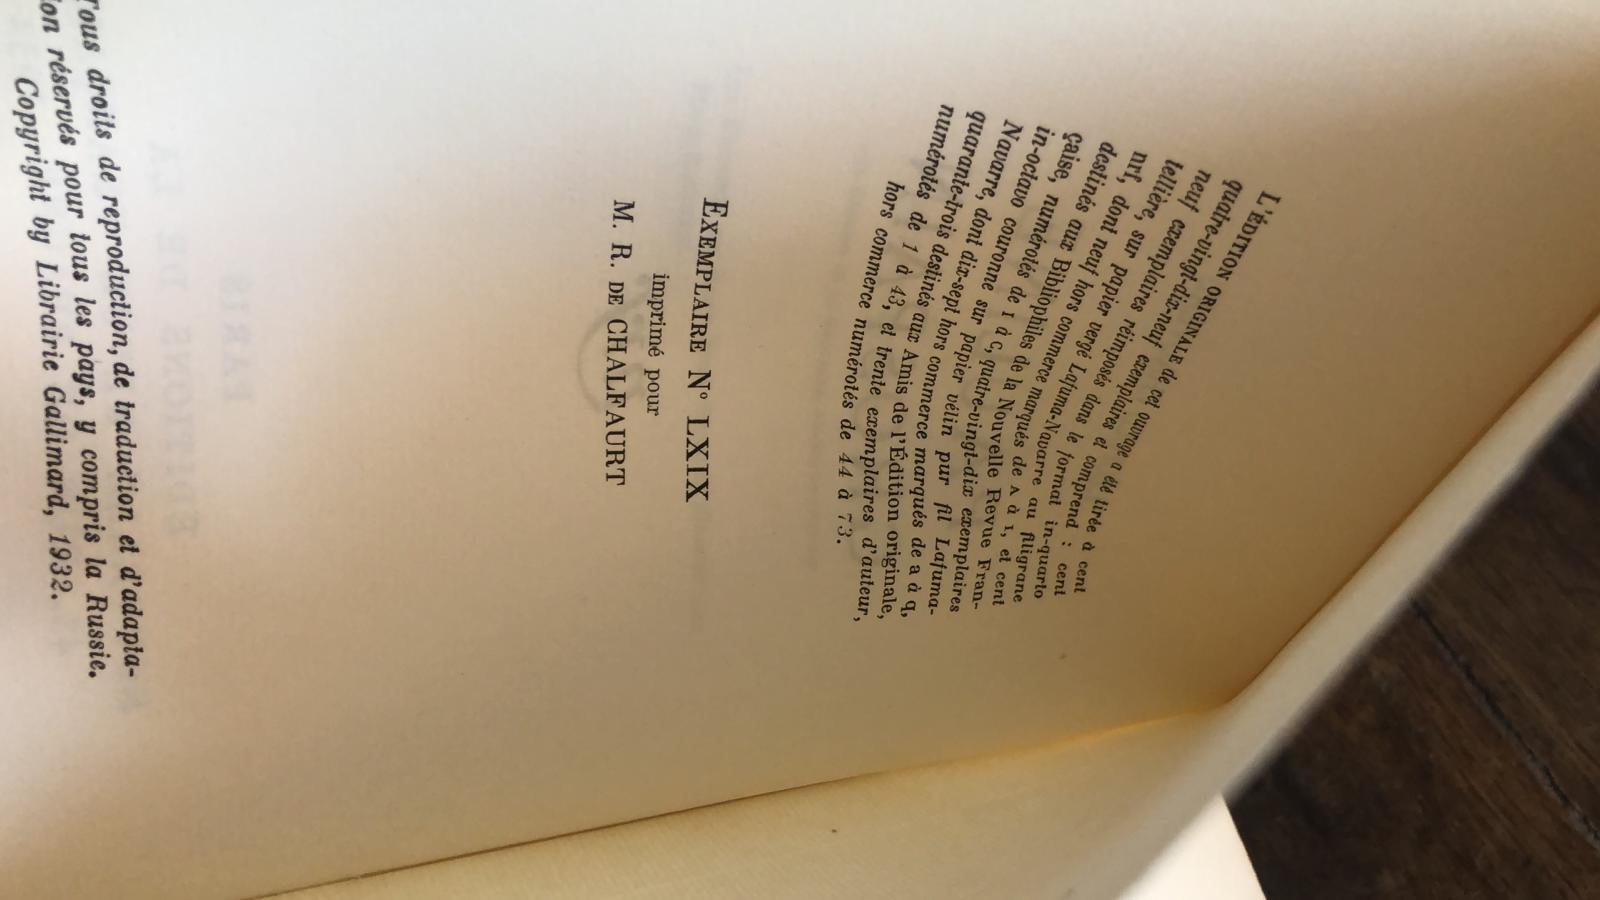 L'ÉDITION ORIGINALE de cet ouvrage a été tirée à cent
quatre-vingt-dix-neuf exemplaires et comprend : cent
neuf exemplaires réimposés dans le format in-quarto
tellière, sur papier vergé Lafuma-Navarre au filigrane
nrf, dont neuf hors commerce marqués de A à I, et cent
destinés aux Bibliophiles de la Nouvelle Revue Fran-
çaise, numérotés de I à C, quatre-vingt-dix exemplaires
in-octavo couronne sur papier vélin pur fil Lafuma-
Navarre, dont dix-sept hors commerce marqués de a à q,
quarante-trois destinés aux Amis de l'Édition originale,
numérotés de 1 à 43, et trente exemplaires d'auteur,
hors commerce numérotés de 44 à 73.
EXEMPLAIRE No LXIX
imprimé pour
M. R. DE CHALFAURT
Tous droits de reproduction, de traduction et d'adapta-
ion réservés pour tous les pays, y compris la Russie.
Copyright by Librairie Gallimard, 1932.